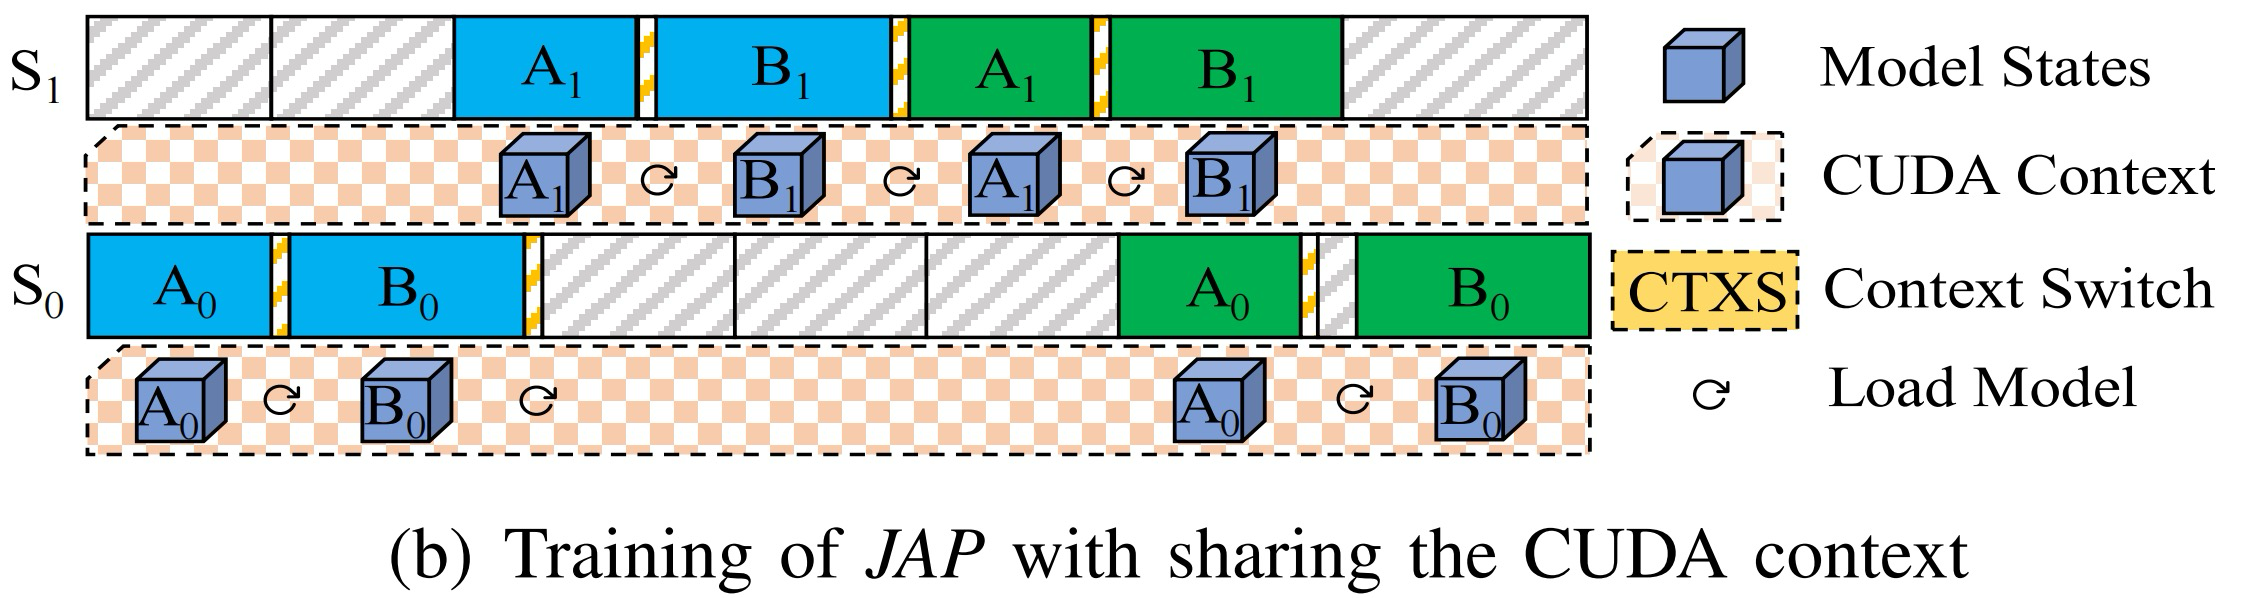 S1 A1 B1 A1 B1 Model States
A1 B1 A1 B1 CUDA Context
S0 A0 B0 A0 B0 CTXS Context Switch
A0 B0 A0 B0 Load Model
(b) Training of JAP with sharing the CUDA context